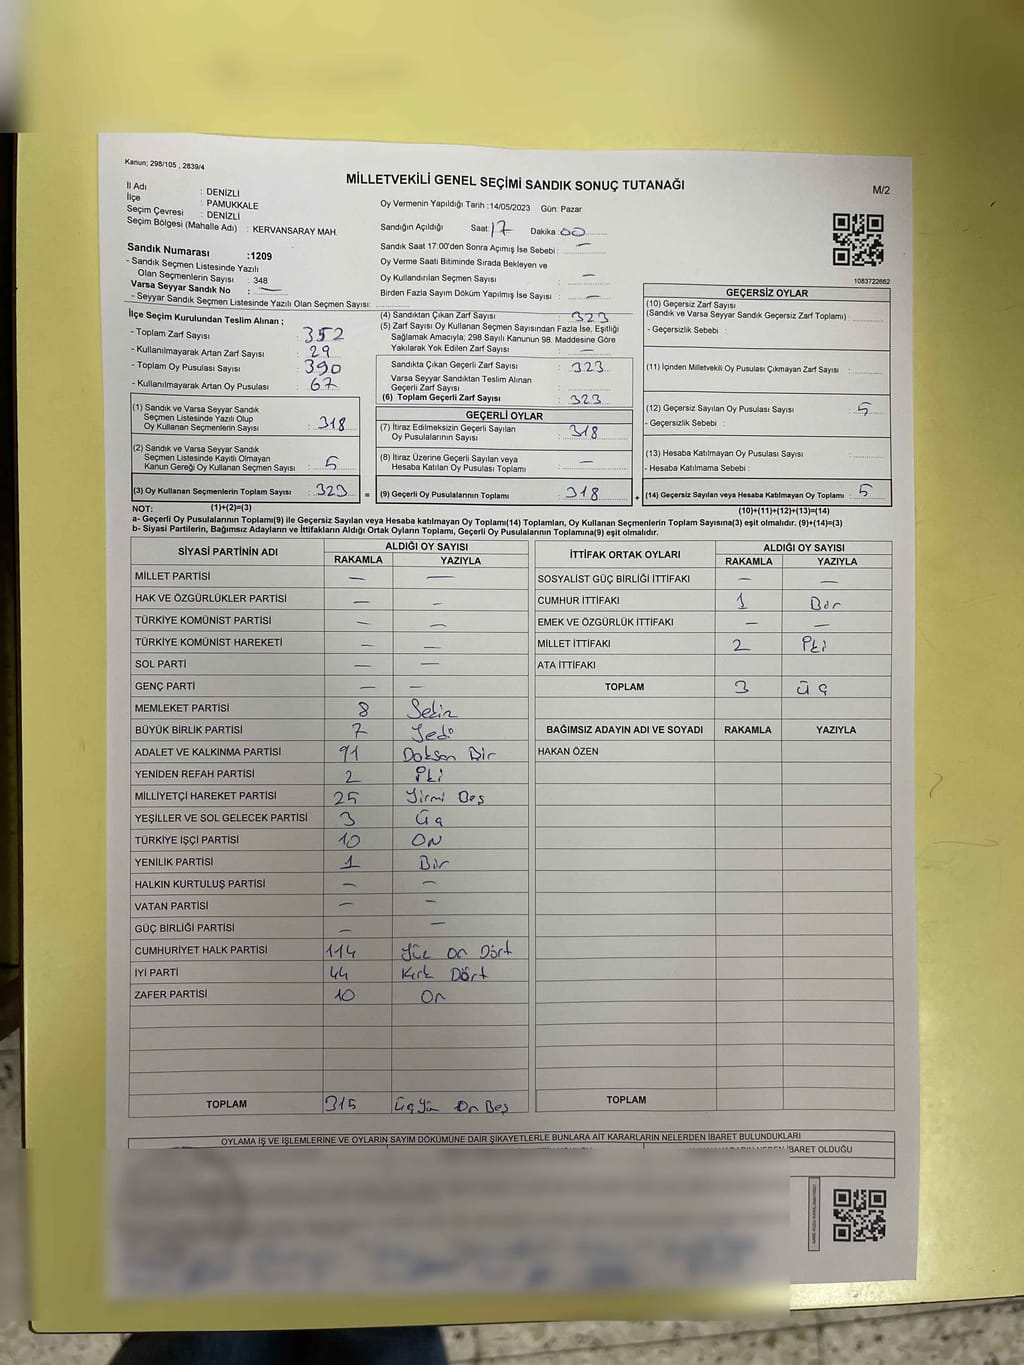 Kanun; 298/105 , 2839/4
MİLLETVEKİLİ GENEL SEÇİMİ SANDIK SONUÇ TUTANAĞI
M/2
İl Adı : DENİZLİ
İlçe : PAMUKKALE
Seçim Çevresi : DENİZLİ
Seçim Bölgesi (Mahalle Adı) : KERVANSARAY MAH.
Sandık Numarası :1209
- Sandık Seçmen Listesinde Yazılı
Olan Seçmenlerin Sayısı : 348
Varsa Seyyar Sandık No : —
- Seyyar Sandık Seçmen Listesinde Yazılı Olan Seçmen Sayısı:
Oy Vermenin Yapıldığı Tarih :14/05/2023 Gün: Pazar
Sandığın Açıldığı Saat: 17 Dakika: 00
Sandık Saat 17:00'den Sonra Açımış İse Sebebi : —
Oy Verme Saati Bitiminde Sırada Bekleyen ve
Oy Kullandırılan Seçmen Sayısı : —
Birden Fazla Sayım Döküm Yapılmış İse Sayısı : —
1083722662
İlçe Seçim Kurulundan Teslim Alınan ;
- Toplam Zarf Sayısı : 352
- Kullanılmayarak Artan Zarf Sayısı : 29
- Toplam Oy Pusulası Sayısı : 390
- Kullanılmayarak Artan Oy Pusulası : 67
(1) Sandık ve Varsa Seyyar Sandık
Seçmen Listesinde Yazılı Olup
Oy Kullanan Seçmenlerin Sayısı : 318
(2) Sandık ve Varsa Seyyar Sandık
Seçmen Listesinde Kayıtlı Olmayan
Kanun Gereği Oy Kullanan Seçmen Sayısı : 5
(3) Oy Kullanan Seçmenlerin Toplam Sayısı : 323 =
(4) Sandıktan Çıkan Zarf Sayısı : 323
(5) Zarf Sayısı Oy Kullanan Seçmen Sayısından Fazla İse, Eşitliği
Sağlamak Amacıyla; 298 Sayılı Kanunun 98. Maddesine Göre
Yakılarak Yok Edilen Zarf Sayısı : —
Sandıkta Çıkan Geçerli Zarf Sayısı : 323
Varsa Seyyar Sandıktan Teslim Alınan
Geçerli Zarf Sayısı :
(6) Toplam Geçerli Zarf Sayısı : 323
GEÇERLİ OYLAR
(7) İtiraz Edilmeksizin Geçerli Sayılan
Oy Pusulalarının Sayısı : 318
(8) İtiraz Üzerine Geçerli Sayılan veya
Hesaba Katılan Oy Pusulası Toplamı : —
(9) Geçerli Oy Pusulalarının Toplamı : 318 +
GEÇERSİZ OYLAR
(10) Geçersiz Zarf Sayısı
(Sandık ve Varsa Seyyar Sandık Geçersiz Zarf Toplamı) :
- Geçersizlik Sebebi :
(11) İçinden Milletvekili Oy Pusulası Çıkmayan Zarf Sayısı :
(12) Geçersiz Sayılan Oy Pusulası Sayısı : 5
- Geçersizlik Sebebi :
(13) Hesaba Katılmayan Oy Pusulası Sayısı :
- Hesaba Katılmama Sebebi :
(14) Geçersiz Sayılan veya Hesaba Katılmayan Oy Toplamı : 5
NOT: (1)+(2)=(3) (10)+(11)+(12)+(13)=(14)
a- Geçerli Oy Pusulalarının Toplamı(9) ile Geçersiz Sayılan veya Hesaba katılmayan Oy Toplamı(14) Toplamları, Oy Kullanan Seçmenlerin Toplam Sayısına(3) eşit olmalıdır. (9)+(14)=(3)
b- Siyasi Partilerin, Bağımsız Adayların ve İttifakların Aldığı Ortak Oyların Toplamı, Geçerli Oy Pusulalarının Toplamına(9) eşit olmalıdır.
SİYASİ PARTİNİN ADI ALDIĞI OY SAYISI
RAKAMLA YAZIYLA
MİLLET PARTİSİ — —
HAK VE ÖZGÜRLÜKLER PARTİSİ — —
TÜRKİYE KOMÜNİST PARTİSİ — —
TÜRKİYE KOMÜNİST HAREKETİ — —
SOL PARTİ — —
GENÇ PARTİ — —
MEMLEKET PARTİSİ 8 Sekiz
BÜYÜK BİRLİK PARTİSİ 7 Yedi
ADALET VE KALKINMA PARTİSİ 91 Doksan Bir
YENİDEN REFAH PARTİSİ 2 İki
MİLLİYETÇİ HAREKET PARTİSİ 25 Yirmi Beş
YEŞİLLER VE SOL GELECEK PARTİSİ 3 Üç
TÜRKİYE İŞÇİ PARTİSİ 10 ON
YENİLİK PARTİSİ 1 Bir
HALKIN KURTULUŞ PARTİSİ — —
VATAN PARTİSİ — —
GÜÇ BİRLİĞİ PARTİSİ — —
CUMHURİYET HALK PARTİSİ 114 Yüz on Dört
İYİ PARTİ 44 Kırk Dört
ZAFER PARTİSİ 10 On
TOPLAM 315 Üçyüz On Beş
İTTİFAK ORTAK OYLARI ALDIĞI OY SAYISI
RAKAMLA YAZIYLA
SOSYALİST GÜÇ BİRLİĞİ İTTİFAKI — —
CUMHUR İTTİFAKI 1 Bir
EMEK VE ÖZGÜRLÜK İTTİFAKI — —
MİLLET İTTİFAKI 2 İki
ATA İTTİFAKI
TOPLAM 3 üç
BAĞIMSIZ ADAYIN ADI VE SOYADI RAKAMLA YAZIYLA
HAKAN ÖZEN
TOPLAM
OYLAMA İŞ VE İŞLEMLERİNE VE OYLARIN SAYIM DÖKÜMÜNE DAİR ŞİKAYETLERLE BUNLARA AİT KARARLARIN NELERDEN İBARET BULUNDUKLARI
İBARET OLDUĞU